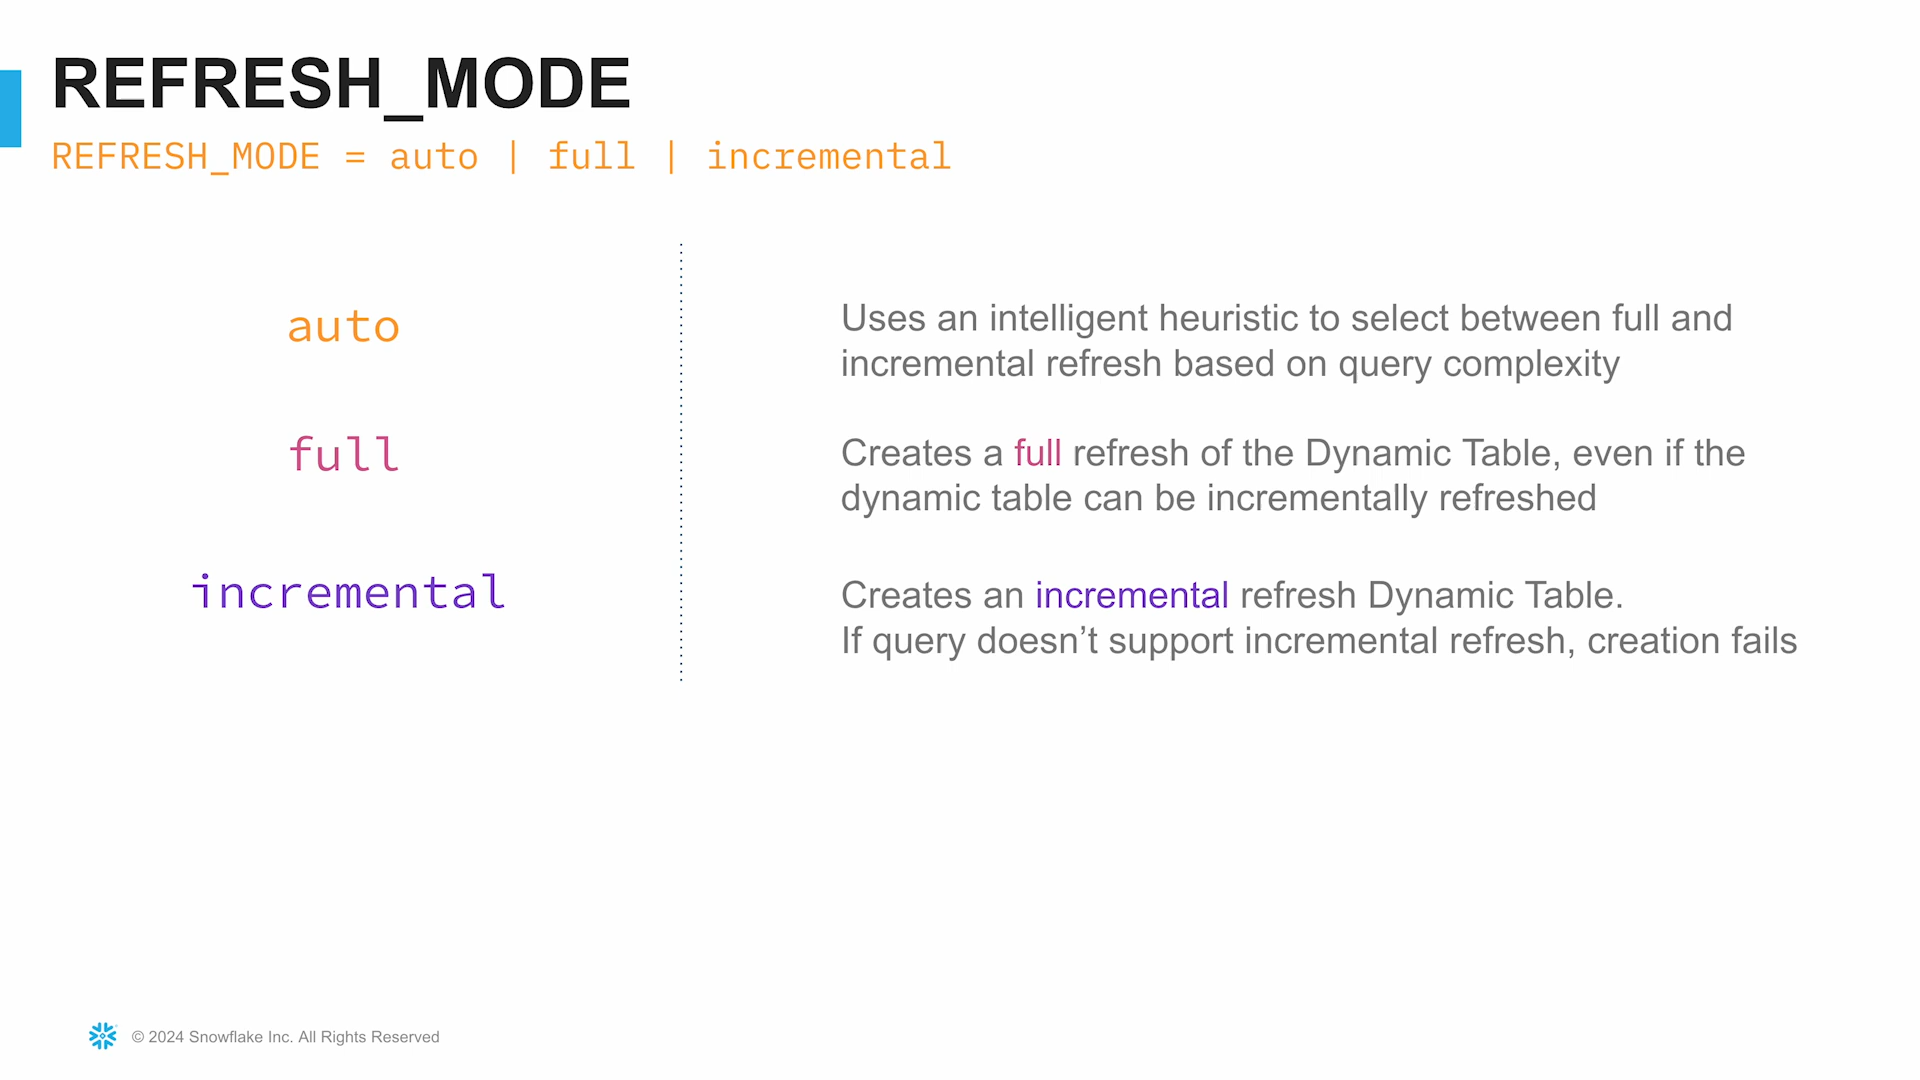 REFRESH_MODE
REFRESH_MODE = auto | full | incremental
auto
Uses an intelligent heuristic to select between full and
incremental refresh based on query complexity
full
Creates a full refresh of the Dynamic Table, even if the
dynamic table can be incrementally refreshed
incremental
Creates an incremental refresh Dynamic Table.
If query doesn’t support incremental refresh, creation fails
© 2024 Snowflake Inc. All Rights Reserved